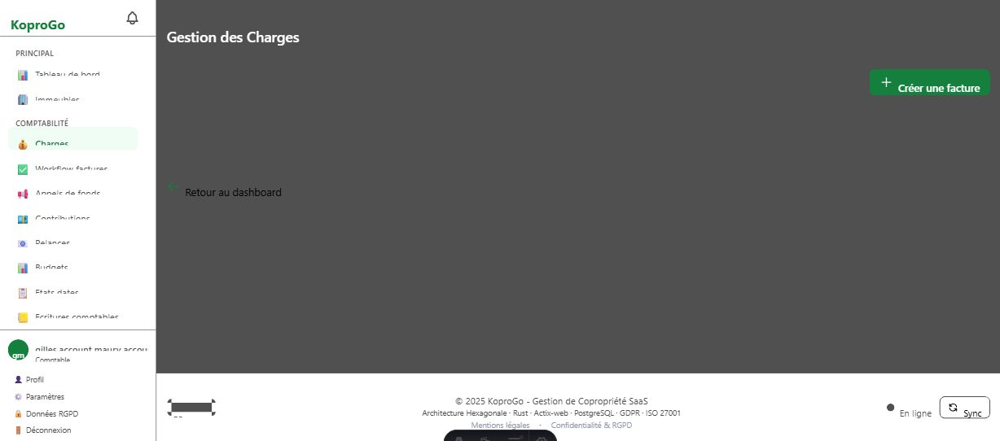 KoproGo
PRINCIPAL
Tableau de bord
Immeubles
COMPTABILITÉ
Charges
Workflow factures
Appels de fonds
Contributions
Relances
Budgets
Etats dates
Ecritures comptables
gm
gilles account maury accou
Comptable
Profil
Paramètres
Données RGPD
Déconnexion
Gestion des Charges
Créer une facture
Retour au dashboard
© 2025 KoproGo - Gestion de Copropriété SaaS
Architecture Hexagonale · Rust · Actix-web · PostgreSQL · GDPR · ISO 27001
Mentions légales · Confidentialité & RGPD
En ligne
Sync